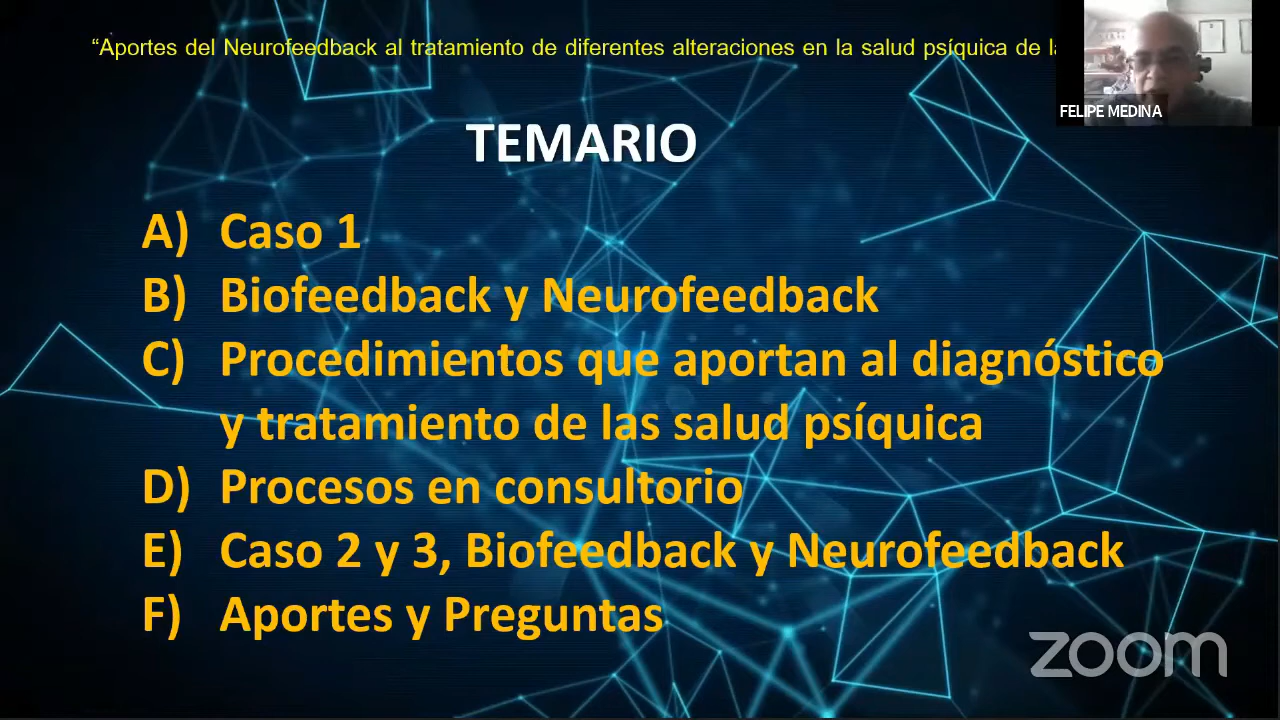 “Aportes del Neurofeedback al tratamiento de diferentes alteraciones en la salud psíquica de
FELIPE MEDINA
TEMARIO
A) Caso 1
B) Biofeedback y Neurofeedback
C) Procedimientos que aportan al diagnóstico
y tratamiento de las salud psíquica
D) Procesos en consultorio
E) Caso 2 y 3, Biofeedback y Neurofeedback
F) Aportes y Preguntas
zoom